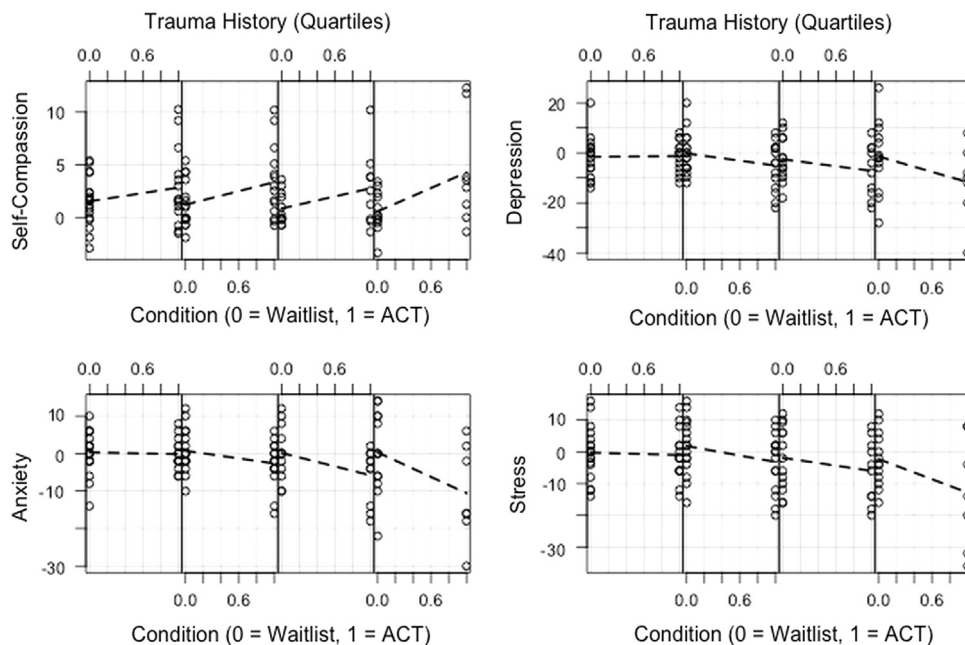 Trauma History (Quartiles)
0.0 0.6 0.0 0.6
Self-Compassion
10
5
0
0.0 0.6 0.0 0.6
Condition (0 = Waitlist, 1 = ACT)
Trauma History (Quartiles)
0.0 0.6 0.0 0.6
Depression
20
0
-20
-40
0.0 0.6 0.0 0.6
Condition (0 = Waitlist, 1 = ACT)
0.0 0.6 0.0 0.6
Anxiety
10
0
-10
-30
0.0 0.6 0.0 0.6
Condition (0 = Waitlist, 1 = ACT)
0.0 0.6 0.0 0.6
Stress
10
0
-10
-30
0.0 0.6 0.0 0.6
Condition (0 = Waitlist, 1 = ACT)